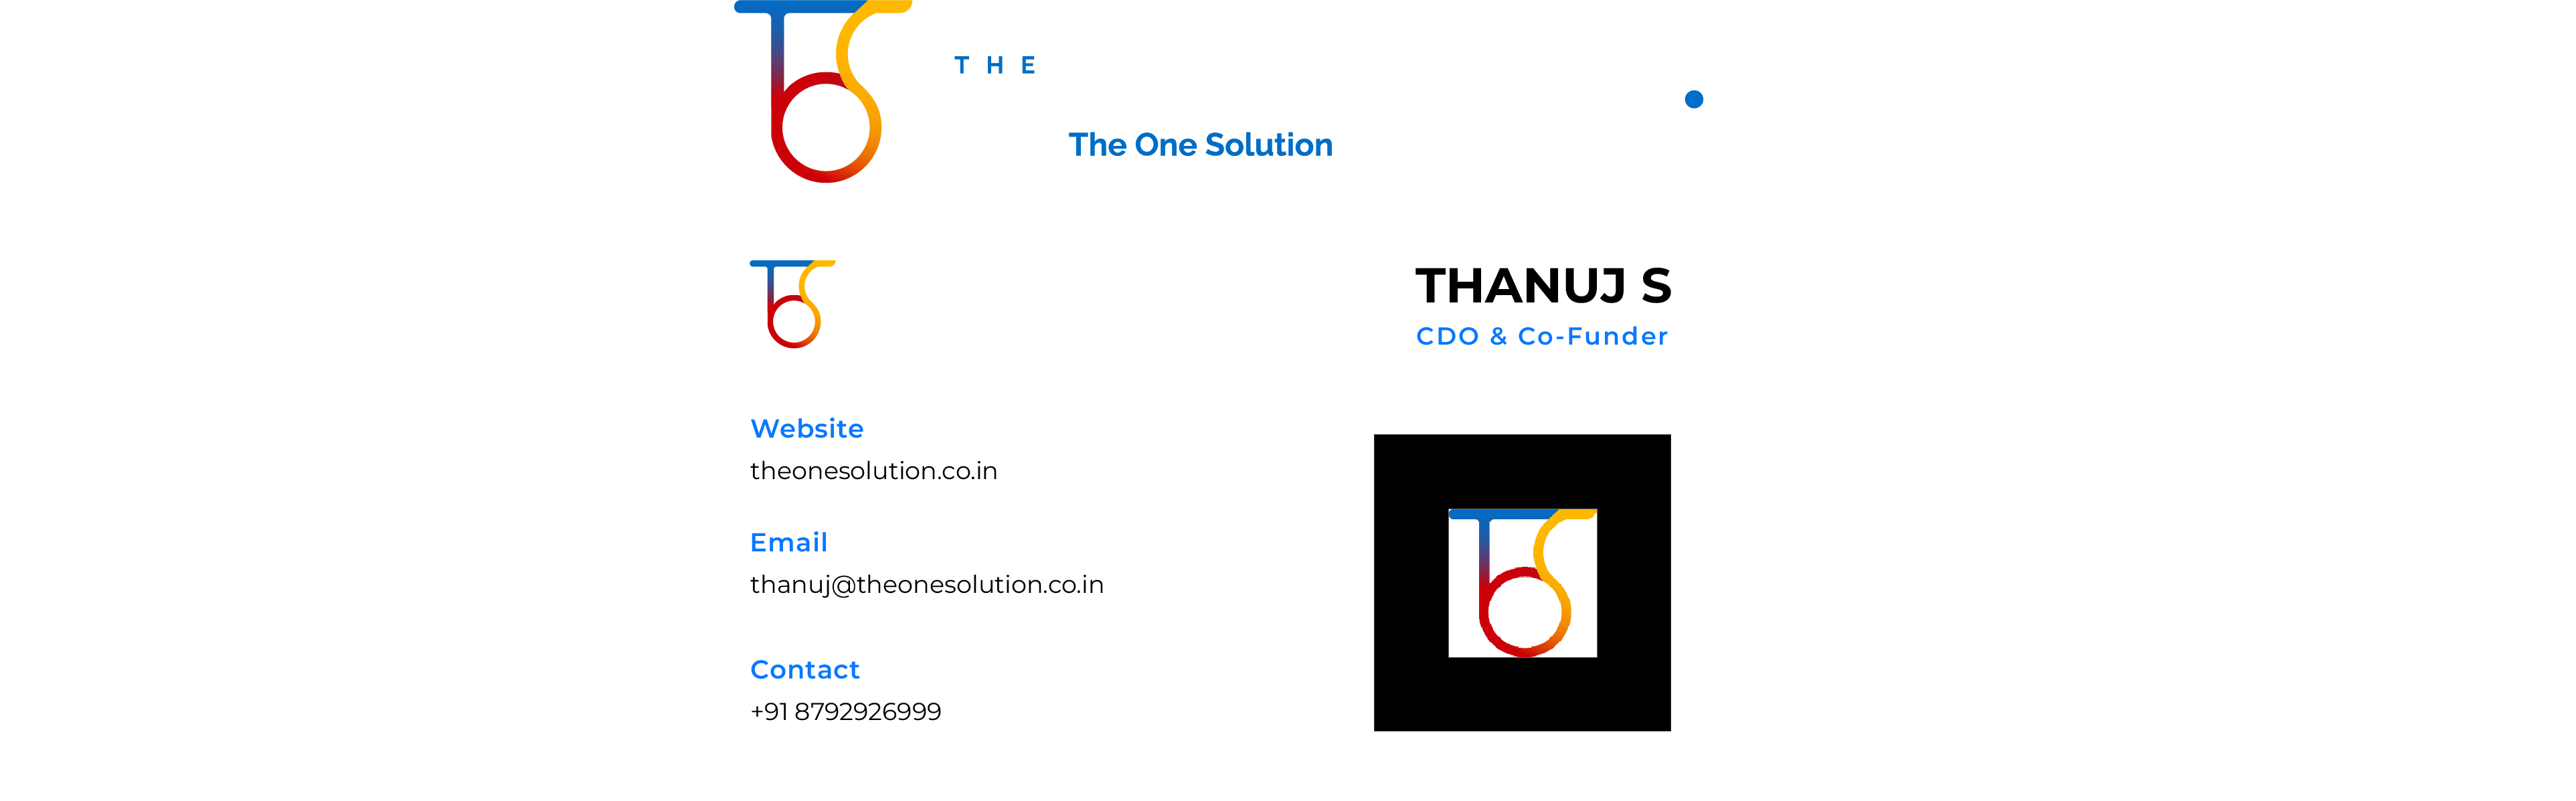 THE
The One Solution
THANUJ S
CDO & Co-Funder
Website
theonesolution.co.in
Email
thanuj@theonesolution.co.in
Contact
+91 8792926999